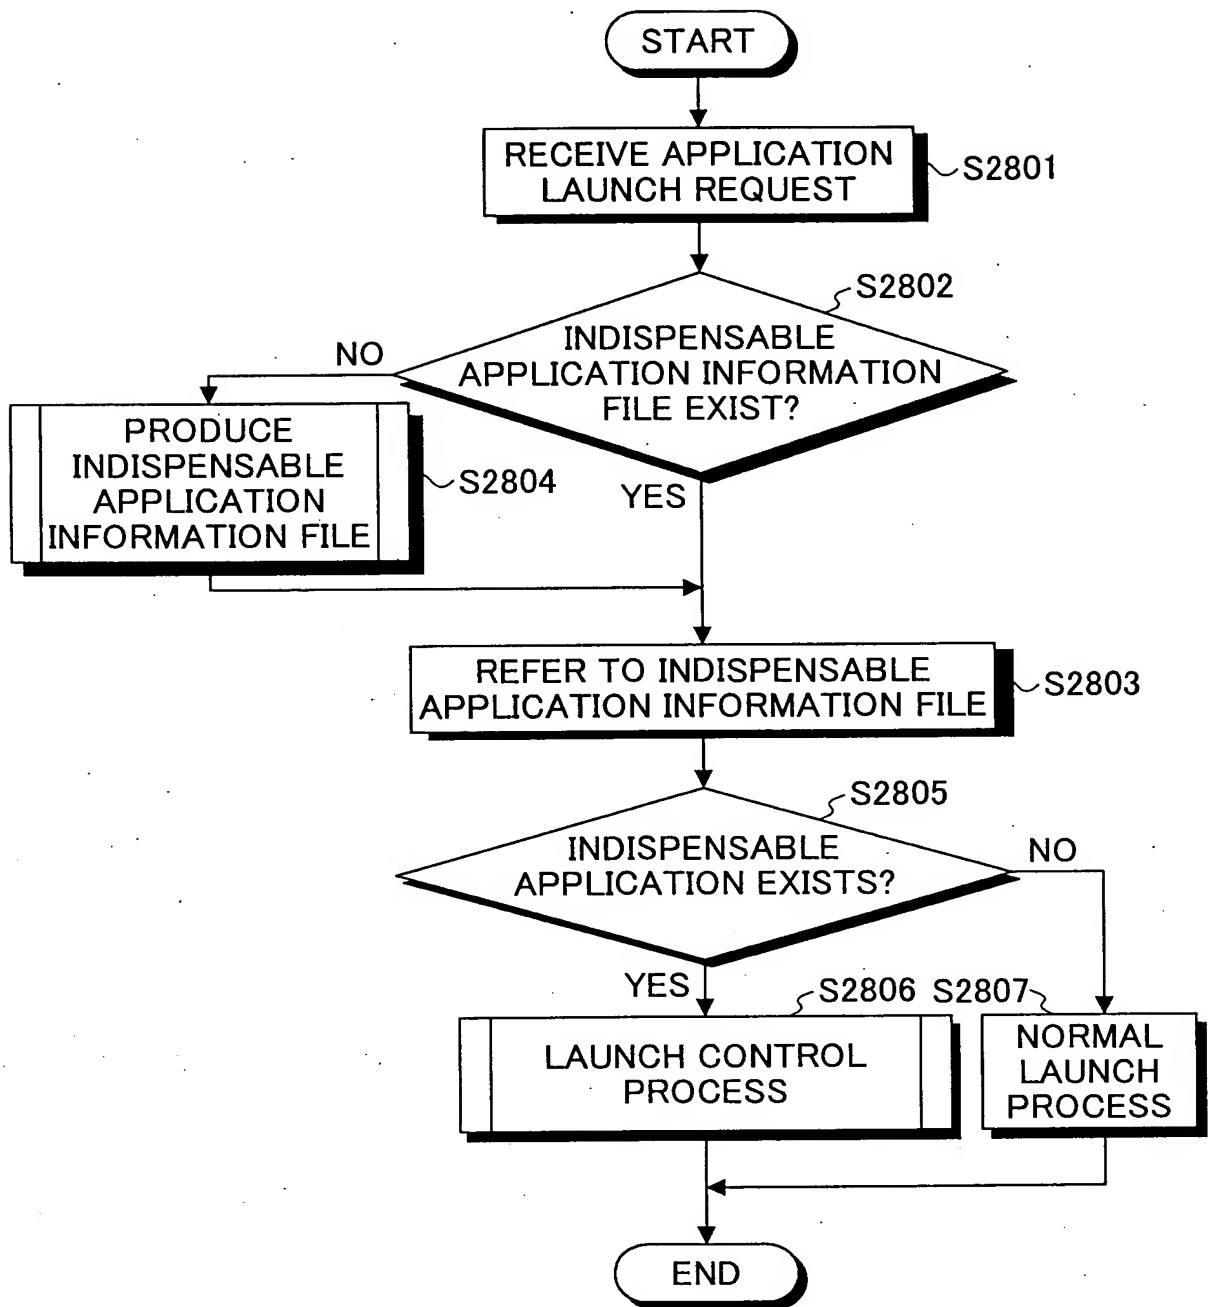 START
RECEIVE APPLICATION
LAUNCH REQUEST
S2801
S2802
INDISPENSABLE
APPLICATION INFORMATION
FILE EXIST?
NO
PRODUCE
INDISPENSABLE
APPLICATION
INFORMATION FILE
S2804
YES
REFER TO INDISPENSABLE
APPLICATION INFORMATION FILE
S2803
S2805
INDISPENSABLE
APPLICATION EXISTS?
NO
YES
S2806
LAUNCH CONTROL
PROCESS
S2807
NORMAL
LAUNCH
PROCESS
END